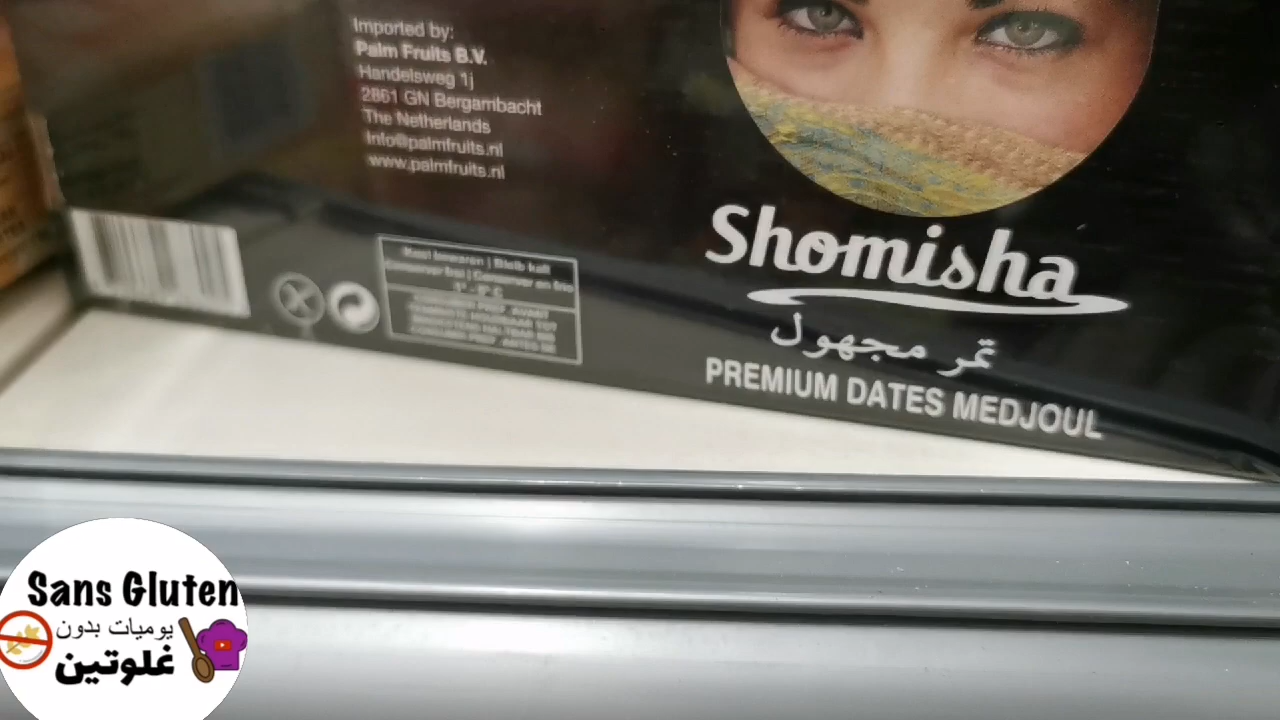 Imported by:
Palm Fruits B.V.
Handelsweg 1j
2861 GN Bergambacht
The Netherlands
Info@palmfruits.nl
www.palmfruits.nl
Shomisha
تمر مجهول
PREMIUM DATES MEDJOUL
Sans Gluten
يوميات بدون
غلوتين